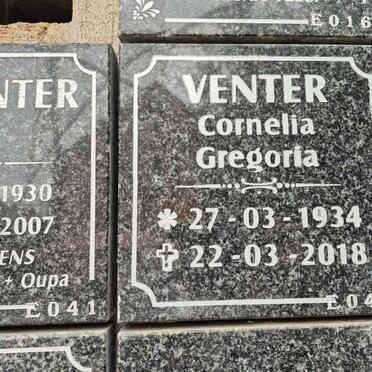 E016
NTER
1930
2007
ENS
+ Oupa
E041
VENTER
Cornelia
Gregoria
27-03-1934
22-03-2018
E04